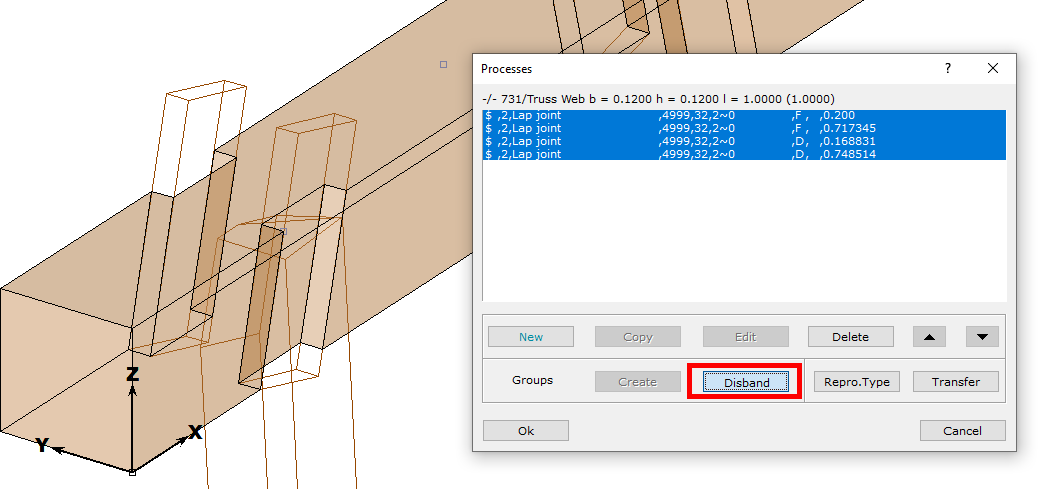 Processes
?
-/- 731/Truss Web b = 0.1200 h = 0.1200 l = 1.0000 (1.0000)
$ ,2,Lap joint ,4999,32,2~0 ,F , ,0.200
$ ,2,Lap joint ,4999,32,2~0 ,F , ,0.717345
$ ,2,Lap joint ,4999,32,2~0 ,D, ,0.168831
$ ,2,Lap joint ,4999,32,2~0 ,D, ,0.748514
New Copy Edit Delete
Groups Create Disband Repro.Type Transfer
Ok Cancel
Z
Y X